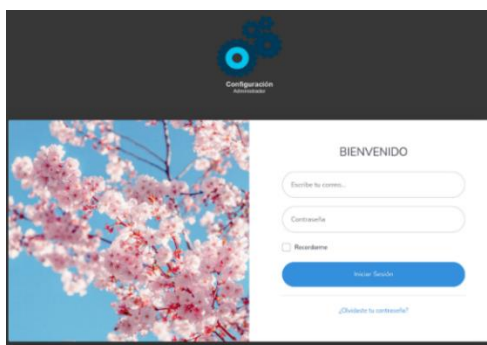 Configuración
Administrador
BIENVENIDO
Escribe tu correo...
Contraseña
Recordarme
Iniciar Sesión
¿Olvidaste tu contraseña?